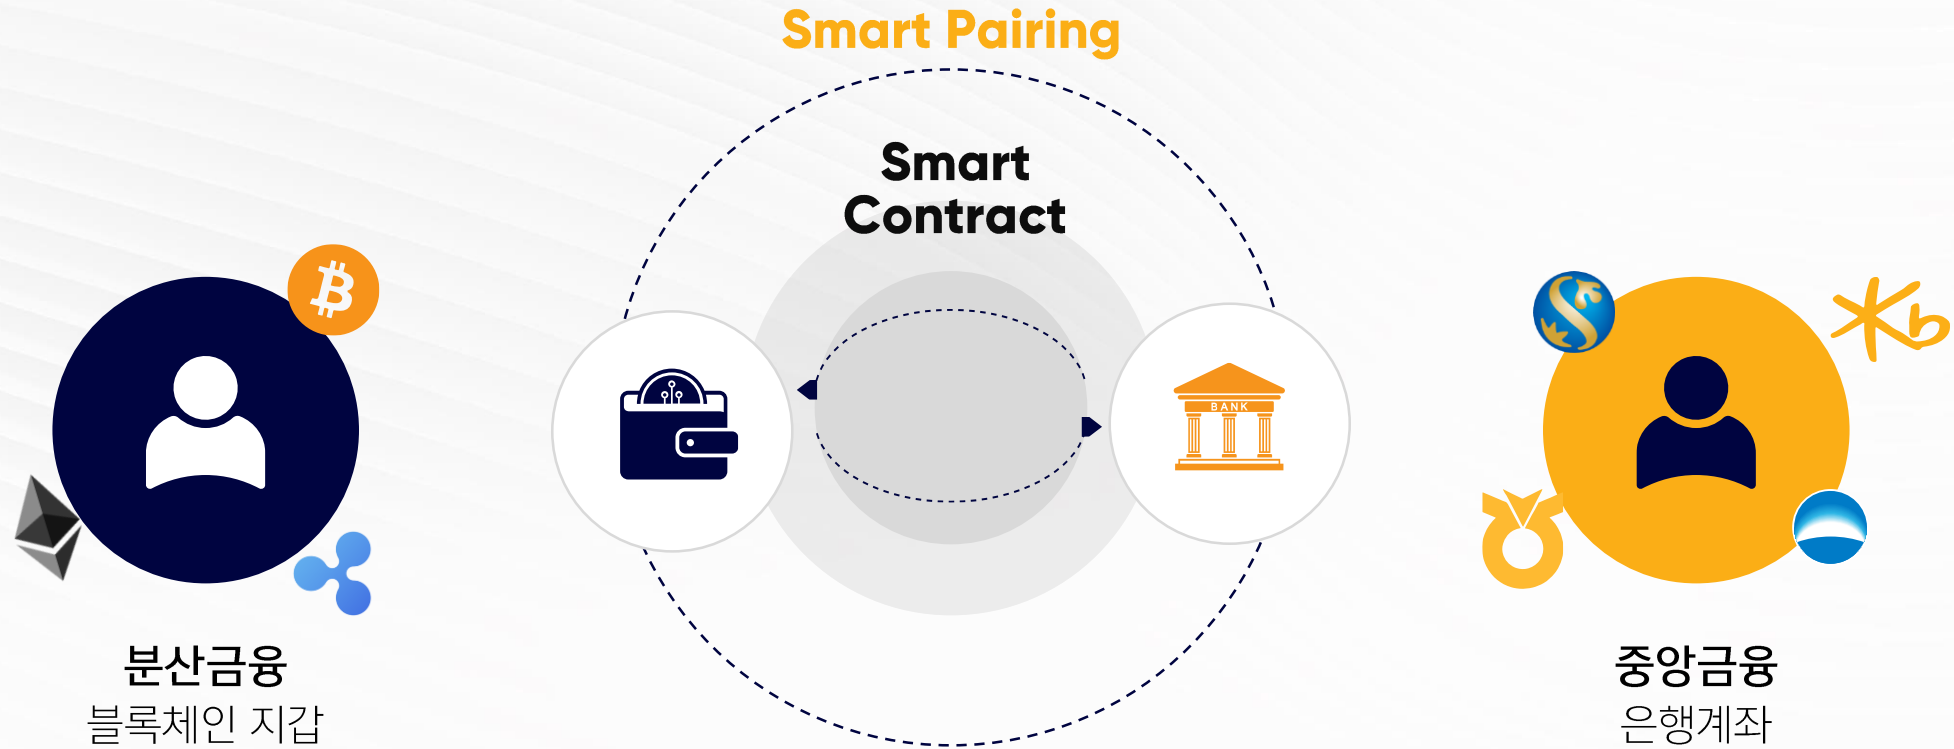 Smart Pairing
Smart
Contract
BANK
분산금융
블록체인 지갑
중앙금융
은행계좌